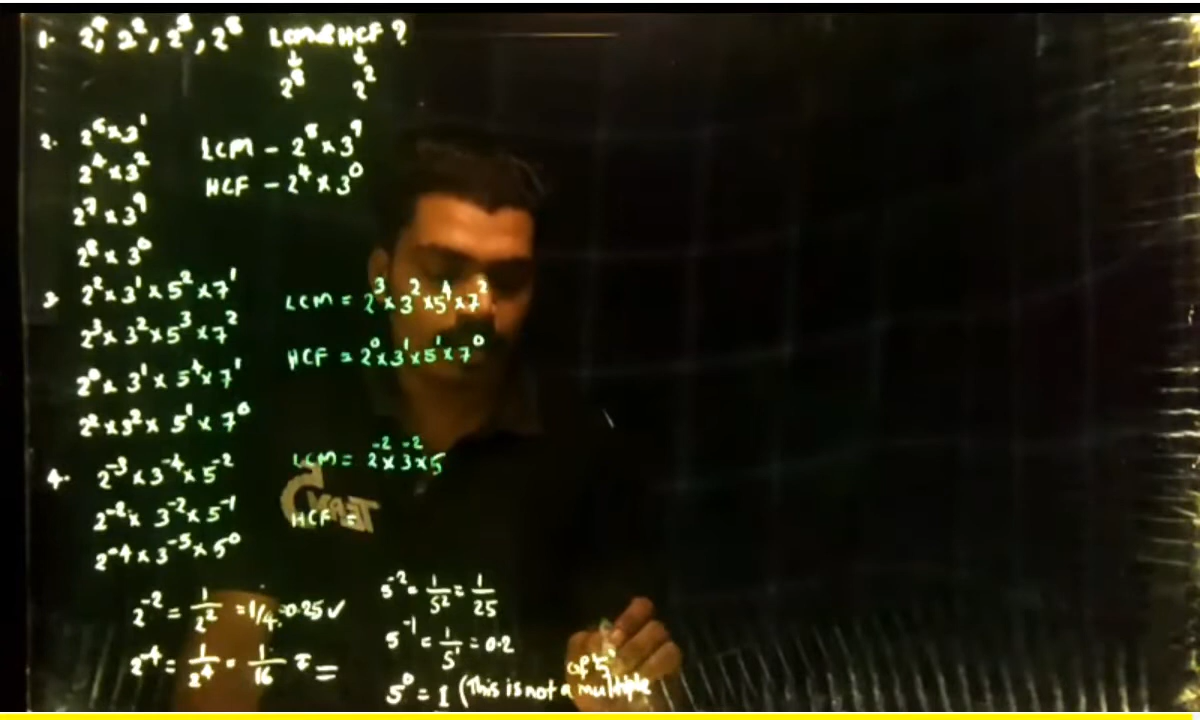 1. 2⁴, 2², 2³, 2⁸ LCM & HCF ?
↓ ↓
2⁸ 2²
2. 2⁶ × 3¹
2⁴ × 3² LCM – 2⁸ × 3⁹
HCF – 2⁴ × 3⁰
2⁷ × 3⁹
2⁸ × 3⁰
3 2² × 3¹ × 5² × 7¹ LCM = 2³ × 3² × 5⁴ × 7²
2³ × 3² × 5³ × 7² HCF = 2⁰ × 3¹ × 5¹ × 7⁰
2⁰ × 3¹ × 5⁴ × 7¹
2² × 3² × 5¹ × 7⁰
4. 2⁻³ × 3⁻⁴ × 5⁻² LCM = 2⁻² × 3⁻² × 5
2⁻² × 3⁻² × 5⁻¹ HCF =
2⁻⁴ × 3⁻⁵ × 5⁰
2⁻² = 1/2² = 1/4 = 0.25 ✓ 5⁻² = 1/5² = 1/25
2⁻⁴ = 1/2⁴ = 1/16 = 5⁻¹ = 1/5¹ = 0.2
5⁰ = 1 (This is not a multiple
of 5
TEAM